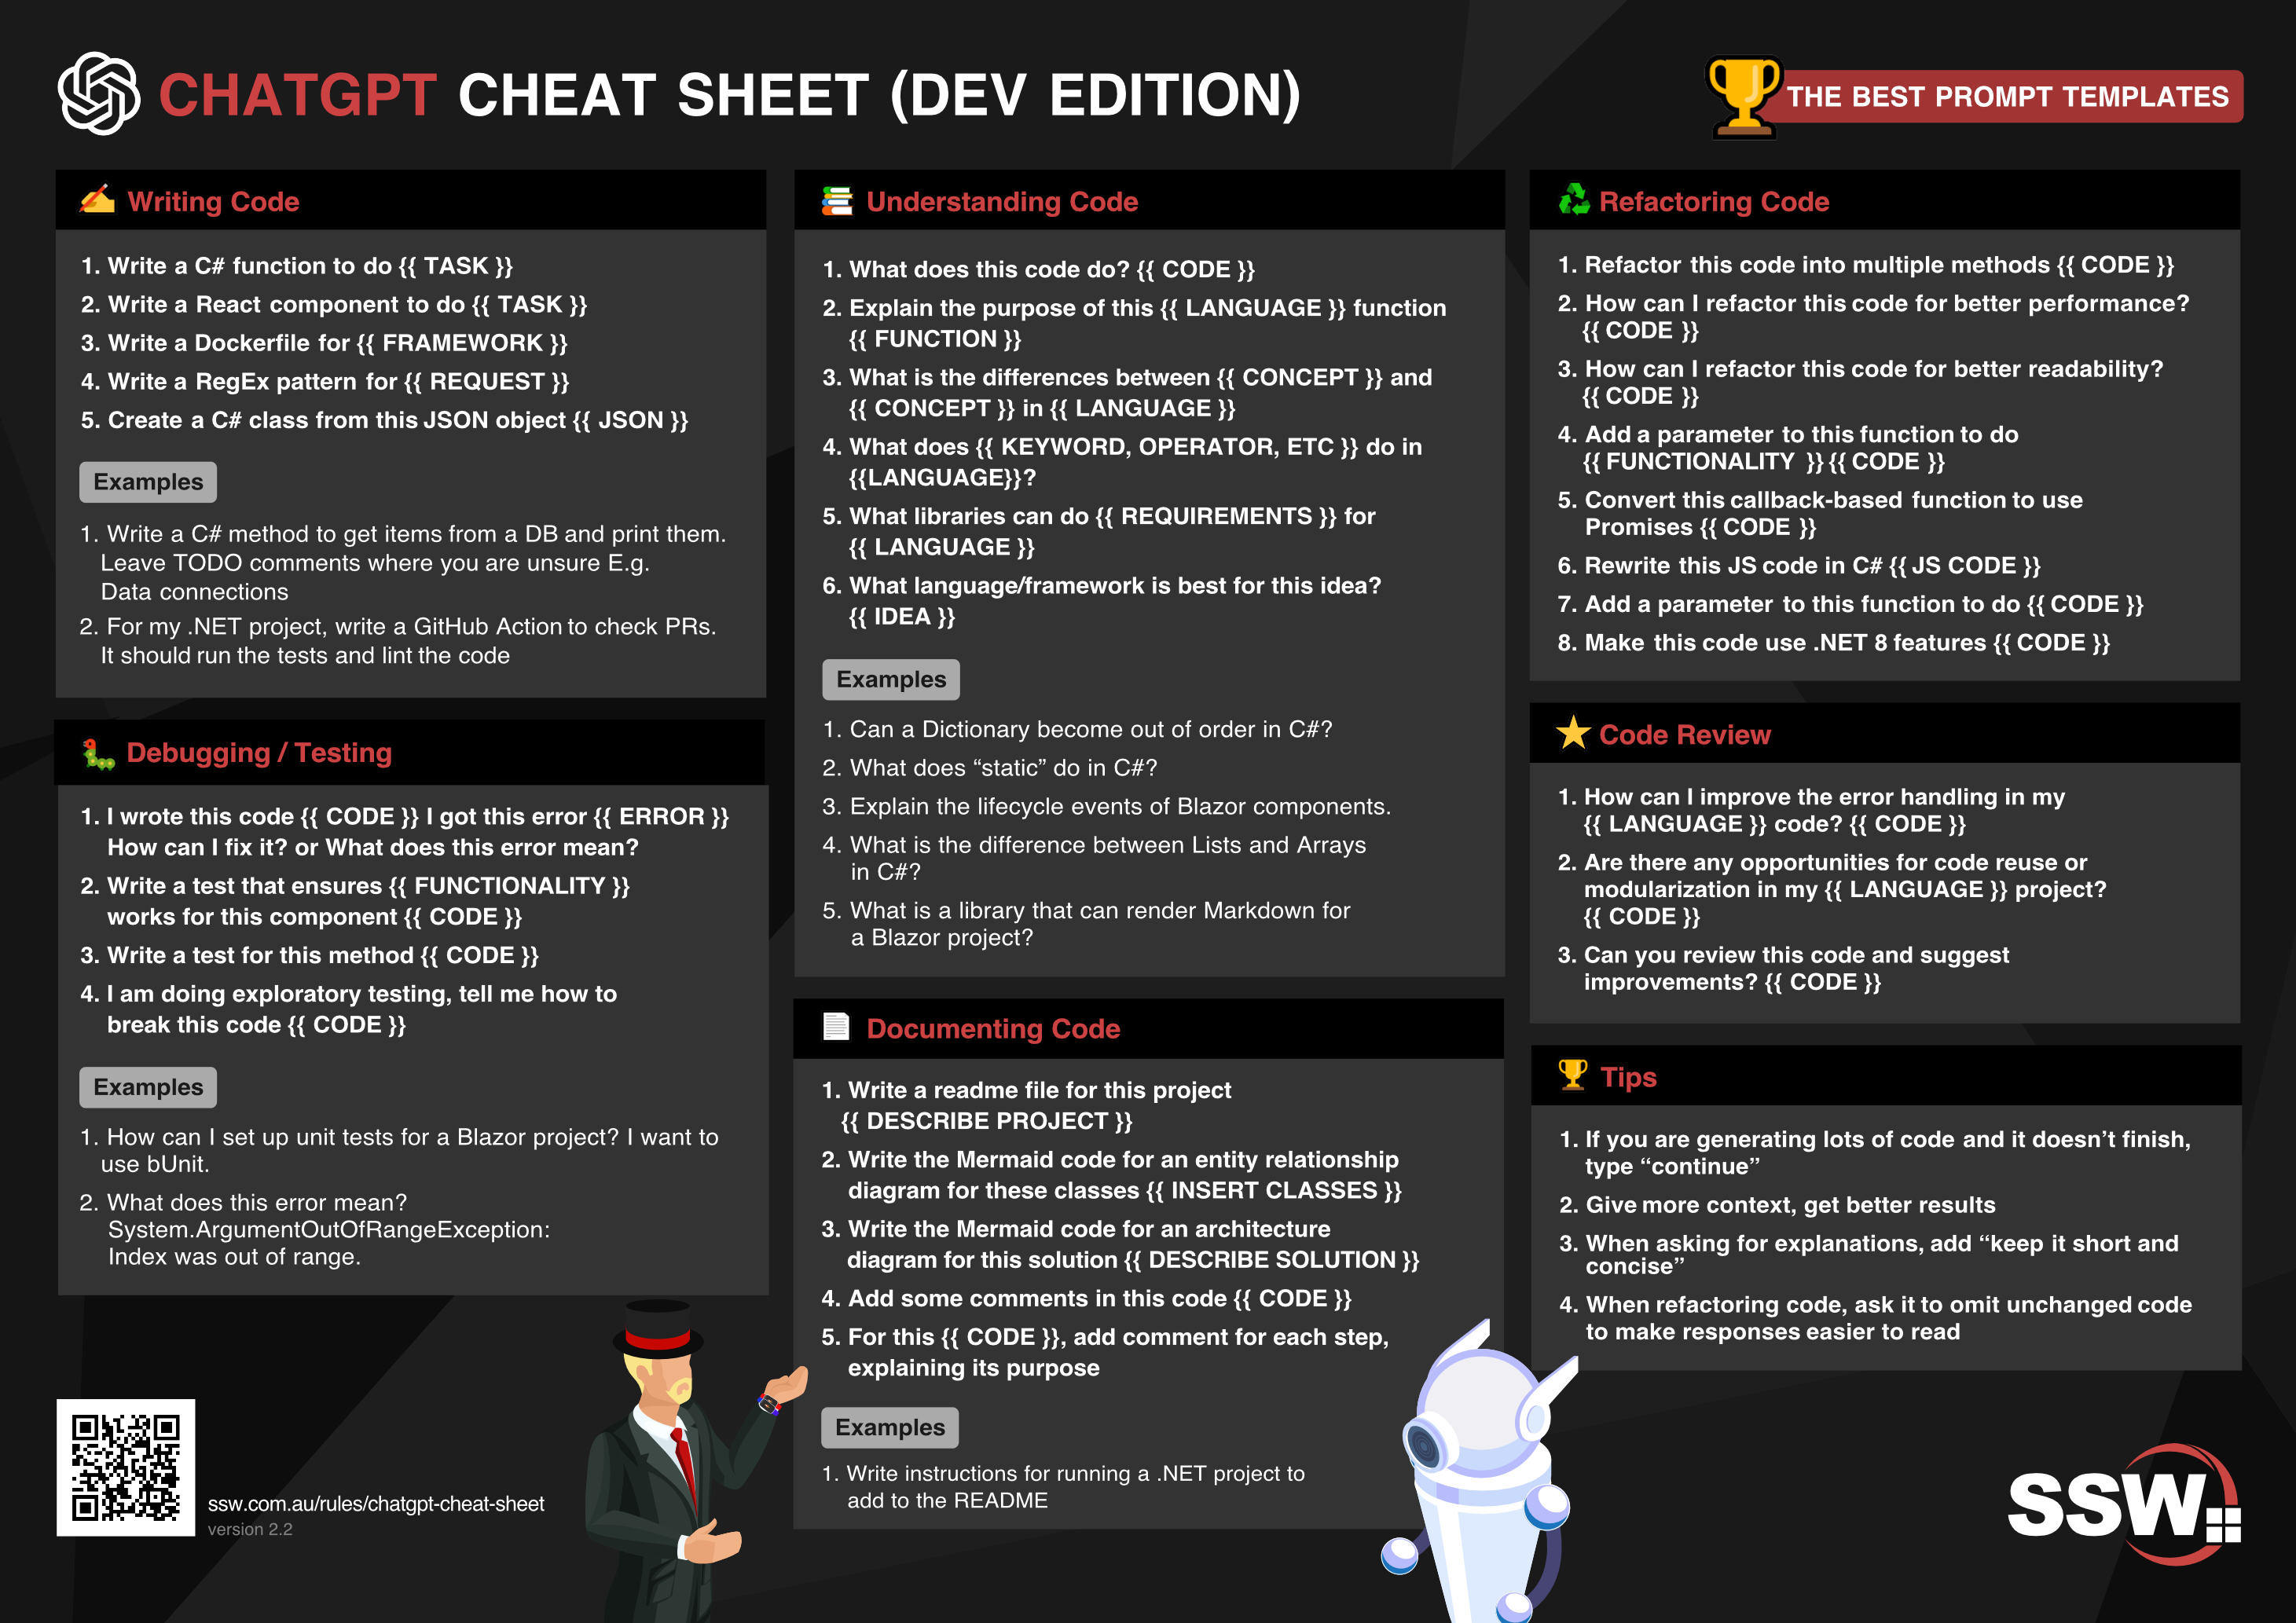 CHATGPT CHEAT SHEET (DEV EDITION)
THE BEST PROMPT TEMPLATES
Writing Code
1. Write a C# function to do {{ TASK }}
2. Write a React component to do {{ TASK }}
3. Write a Dockerfile for {{ FRAMEWORK }}
4. Write a RegEx pattern for {{ REQUEST }}
5. Create a C# class from this JSON object {{ JSON }}
Examples
1. Write a C# method to get items from a DB and print them.
Leave TODO comments where you are unsure E.g.
Data connections
2. For my .NET project, write a GitHub Action to check PRs.
It should run the tests and lint the code
Debugging / Testing
1. I wrote this code {{ CODE }} I got this error {{ ERROR }}
How can I fix it? or What does this error mean?
2. Write a test that ensures {{ FUNCTIONALITY }}
works for this component {{ CODE }}
3. Write a test for this method {{ CODE }}
4. I am doing exploratory testing, tell me how to
break this code {{ CODE }}
Examples
1. How can I set up unit tests for a Blazor project? I want to
use bUnit.
2. What does this error mean?
System.ArgumentOutOfRangeException:
Index was out of range.
Understanding Code
1. What does this code do? {{ CODE }}
2. Explain the purpose of this {{ LANGUAGE }} function
{{ FUNCTION }}
3. What is the differences between {{ CONCEPT }} and
{{ CONCEPT }} in {{ LANGUAGE }}
4. What does {{ KEYWORD, OPERATOR, ETC }} do in
{{LANGUAGE}}?
5. What libraries can do {{ REQUIREMENTS }} for
{{ LANGUAGE }}
6. What language/framework is best for this idea?
{{ IDEA }}
Examples
1. Can a Dictionary become out of order in C#?
2. What does “static” do in C#?
3. Explain the lifecycle events of Blazor components.
4. What is the difference between Lists and Arrays
in C#?
5. What is a library that can render Markdown for
a Blazor project?
Documenting Code
1. Write a readme file for this project
{{ DESCRIBE PROJECT }}
2. Write the Mermaid code for an entity relationship
diagram for these classes {{ INSERT CLASSES }}
3. Write the Mermaid code for an architecture
diagram for this solution {{ DESCRIBE SOLUTION }}
4. Add some comments in this code {{ CODE }}
5. For this {{ CODE }}, add comment for each step,
explaining its purpose
Examples
1. Write instructions for running a .NET project to
add to the README
Refactoring Code
1. Refactor this code into multiple methods {{ CODE }}
2. How can I refactor this code for better performance?
{{ CODE }}
3. How can I refactor this code for better readability?
{{ CODE }}
4. Add a parameter to this function to do
{{ FUNCTIONALITY }} {{ CODE }}
5. Convert this callback-based function to use
Promises {{ CODE }}
6. Rewrite this JS code in C# {{ JS CODE }}
7. Add a parameter to this function to do {{ CODE }}
8. Make this code use .NET 8 features {{ CODE }}
Code Review
1. How can I improve the error handling in my
{{ LANGUAGE }} code? {{ CODE }}
2. Are there any opportunities for code reuse or
modularization in my {{ LANGUAGE }} project?
{{ CODE }}
3. Can you review this code and suggest
improvements? {{ CODE }}
Tips
1. If you are generating lots of code and it doesn’t finish,
type “continue”
2. Give more context, get better results
3. When asking for explanations, add “keep it short and
concise”
4. When refactoring code, ask it to omit unchanged code
to make responses easier to read
ssw.com.au/rules/chatgpt-cheat-sheet
version 2.2
SSW